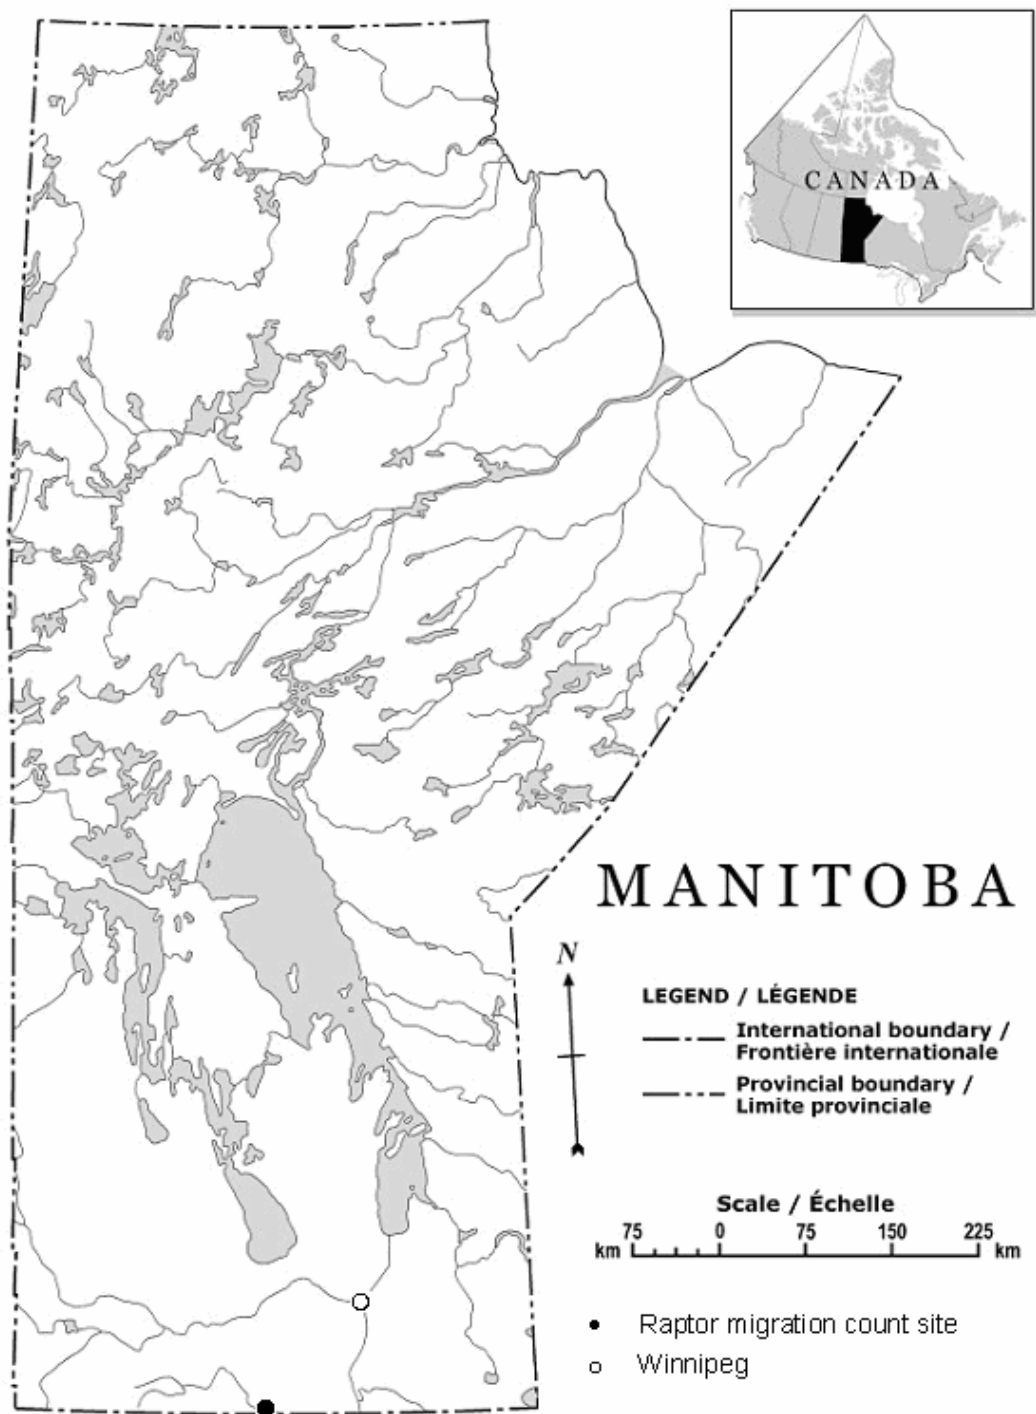 CANADA
MANITOBA
N
LEGEND / LÉGENDE
International boundary /
Frontière internationale
Provincial boundary /
Limite provinciale
Scale / Échelle
km 75 0 75 150 225 km
Raptor migration count site
Winnipeg